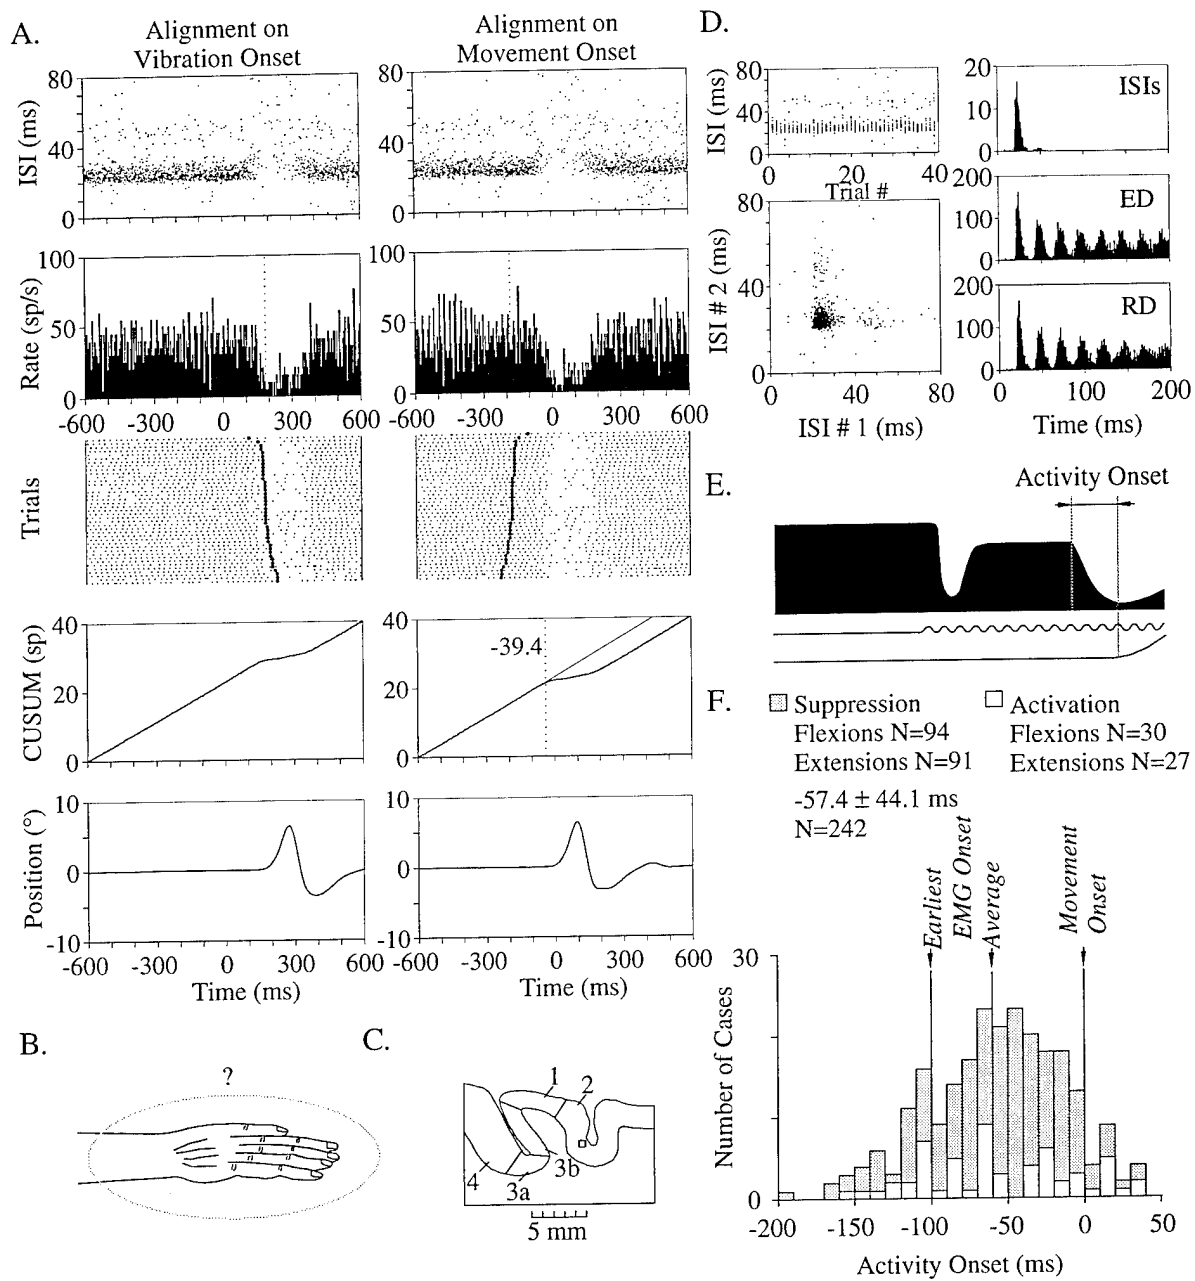 A.
Alignment on
Vibration Onset
Alignment on
Movement Onset
ISI (ms)
80
40
0
80
40
0
Rate (sp/s)
100
50
0
100
50
0
-600 -300 0 300 600
-600 -300 0 300 600
Trials
CUSUM (sp)
40
20
0
40
20
0
-39.4
Position (°)
10
0
-10
10
0
-10
-600 -300 0 300 600
-600 -300 0 300 600
Time (ms)
Time (ms)
B.
?
C.
1
2
3b
3a
4
5 mm
D.
ISI (ms)
80
40
0
0 20 40
Trial #
ISI # 2 (ms)
80
40
0
0 40 80
ISI # 1 (ms)
20
10
0
ISIs
200
100
0
ED
200
100
0
RD
0 100 200
Time (ms)
E.
Activity Onset
F.
Suppression
Flexions N=94
Extensions N=91
Activation
Flexions N=30
Extensions N=27
-57.4 ± 44.1 ms
N=242
Earliest
EMG Onset
Average
Movement
Onset
Number of Cases
30
0
-200 -150 -100 -50 0 50
Activity Onset (ms)